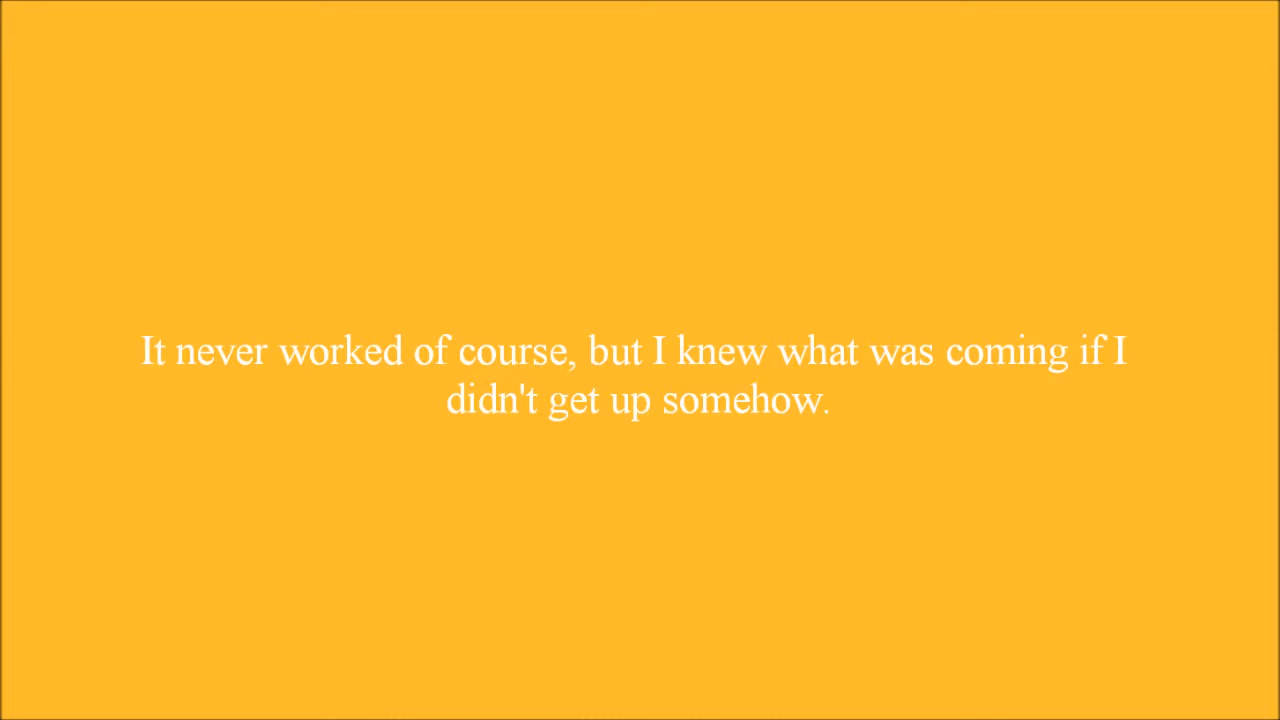 It never worked of course, but I knew what was coming if I
didn't get up somehow.